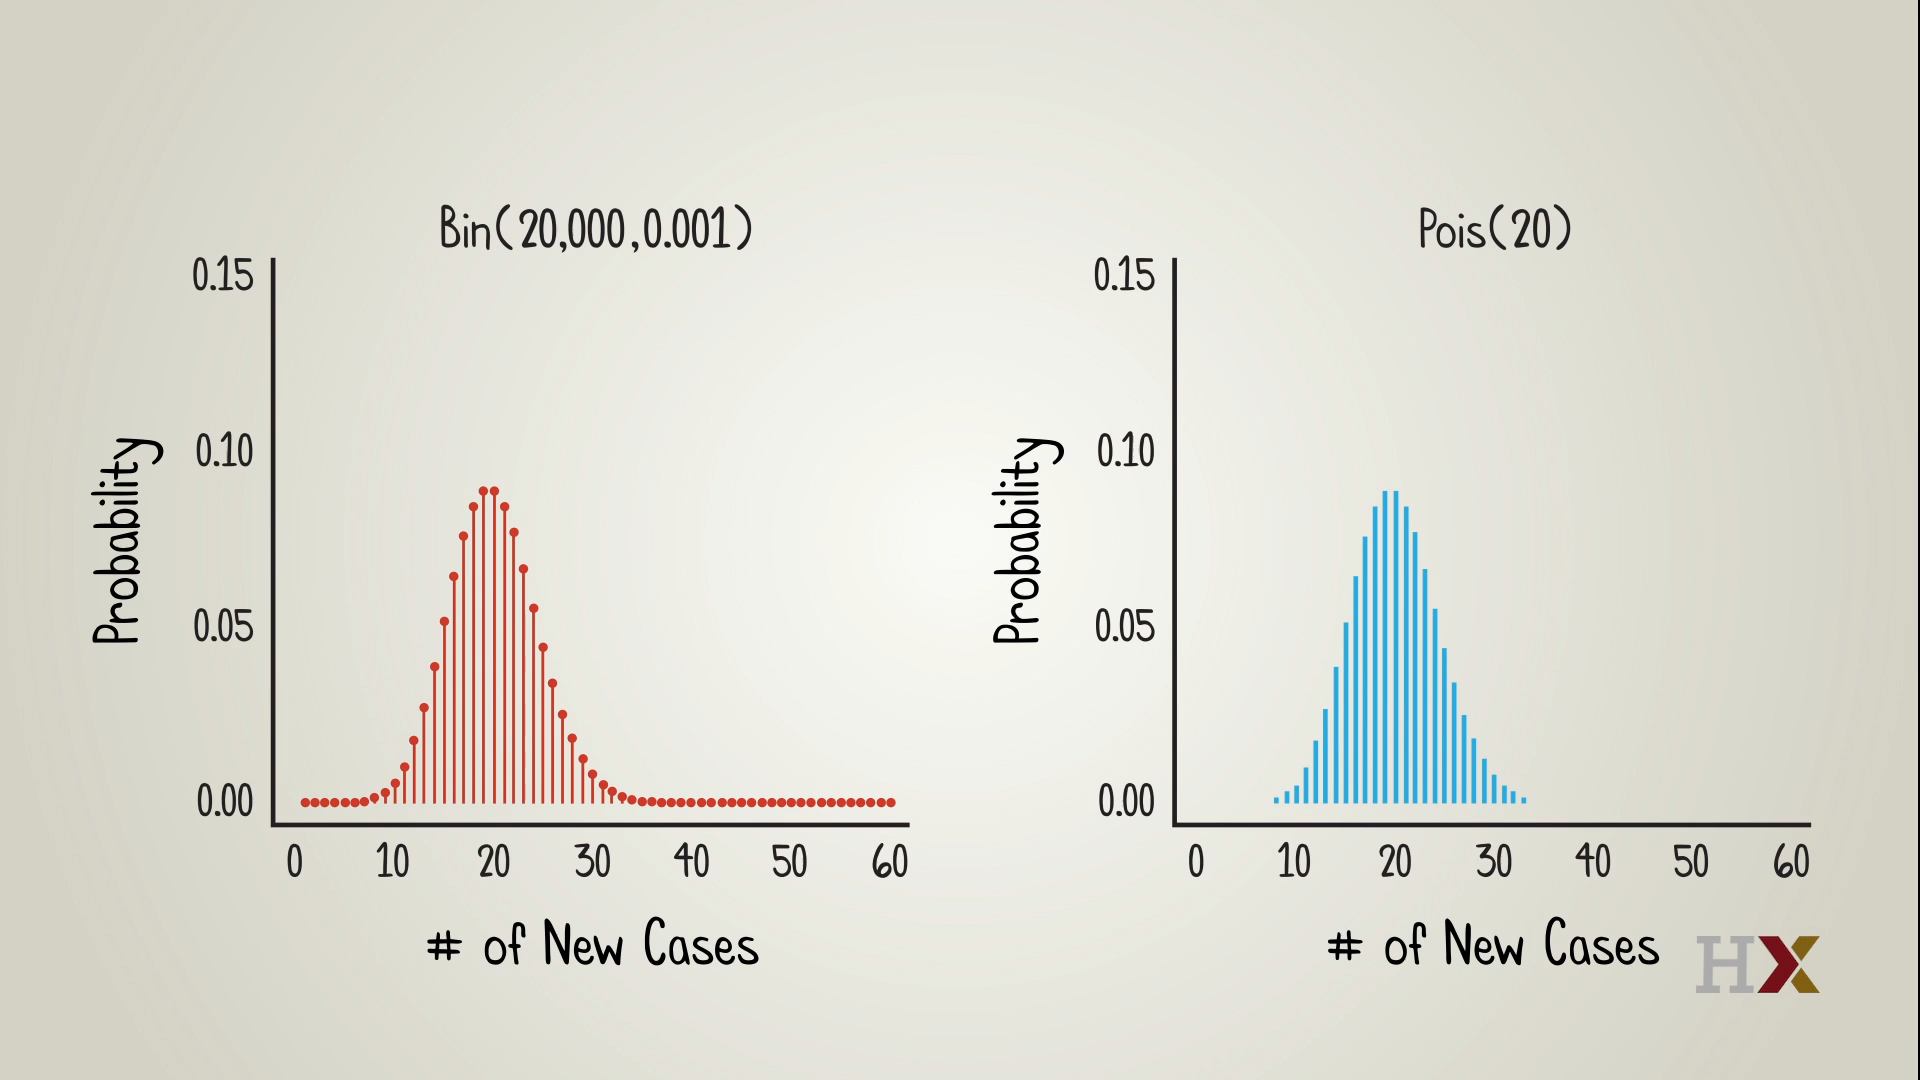 Bin(20,000,0.001)
0.15
0.10
0.05
0.00
Probability
0 10 20 30 40 50 60
# of New Cases
Pois(20)
0.15
0.10
0.05
0.00
Probability
0 10 20 30 40 50 60
# of New Cases
HX